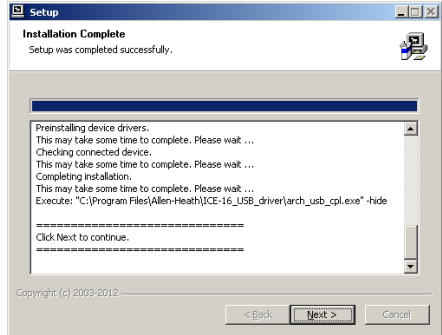 Setup
Installation Complete
Setup was completed successfully.
Preinstalling device drivers.
This may take some time to complete. Please wait ...
Checking connected device.
This may take some time to complete. Please wait ...
Completing installation.
This may take some time to complete. Please wait ...
Execute: "C:\Program Files\Allen-Heath\ICE-16_USB_driver\arch_usb_cpl.exe" -hide
==============================
Click Next to continue.
==============================
Copyright (c) 2003-2012
< Back Next > Cancel